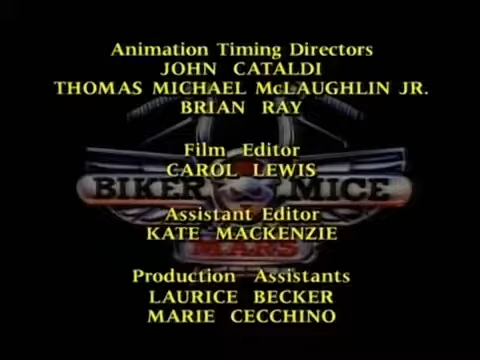 Animation Timing Directors
JOHN CATALDI
THOMAS MICHAEL McLAUGHLIN JR.
BRIAN RAY
Film Editor
CAROL LEWIS
BIKER MICE
Assistant Editor
KATE MACKENZIE
MARS
Production Assistants
LAURICE BECKER
MARIE CECCHINO